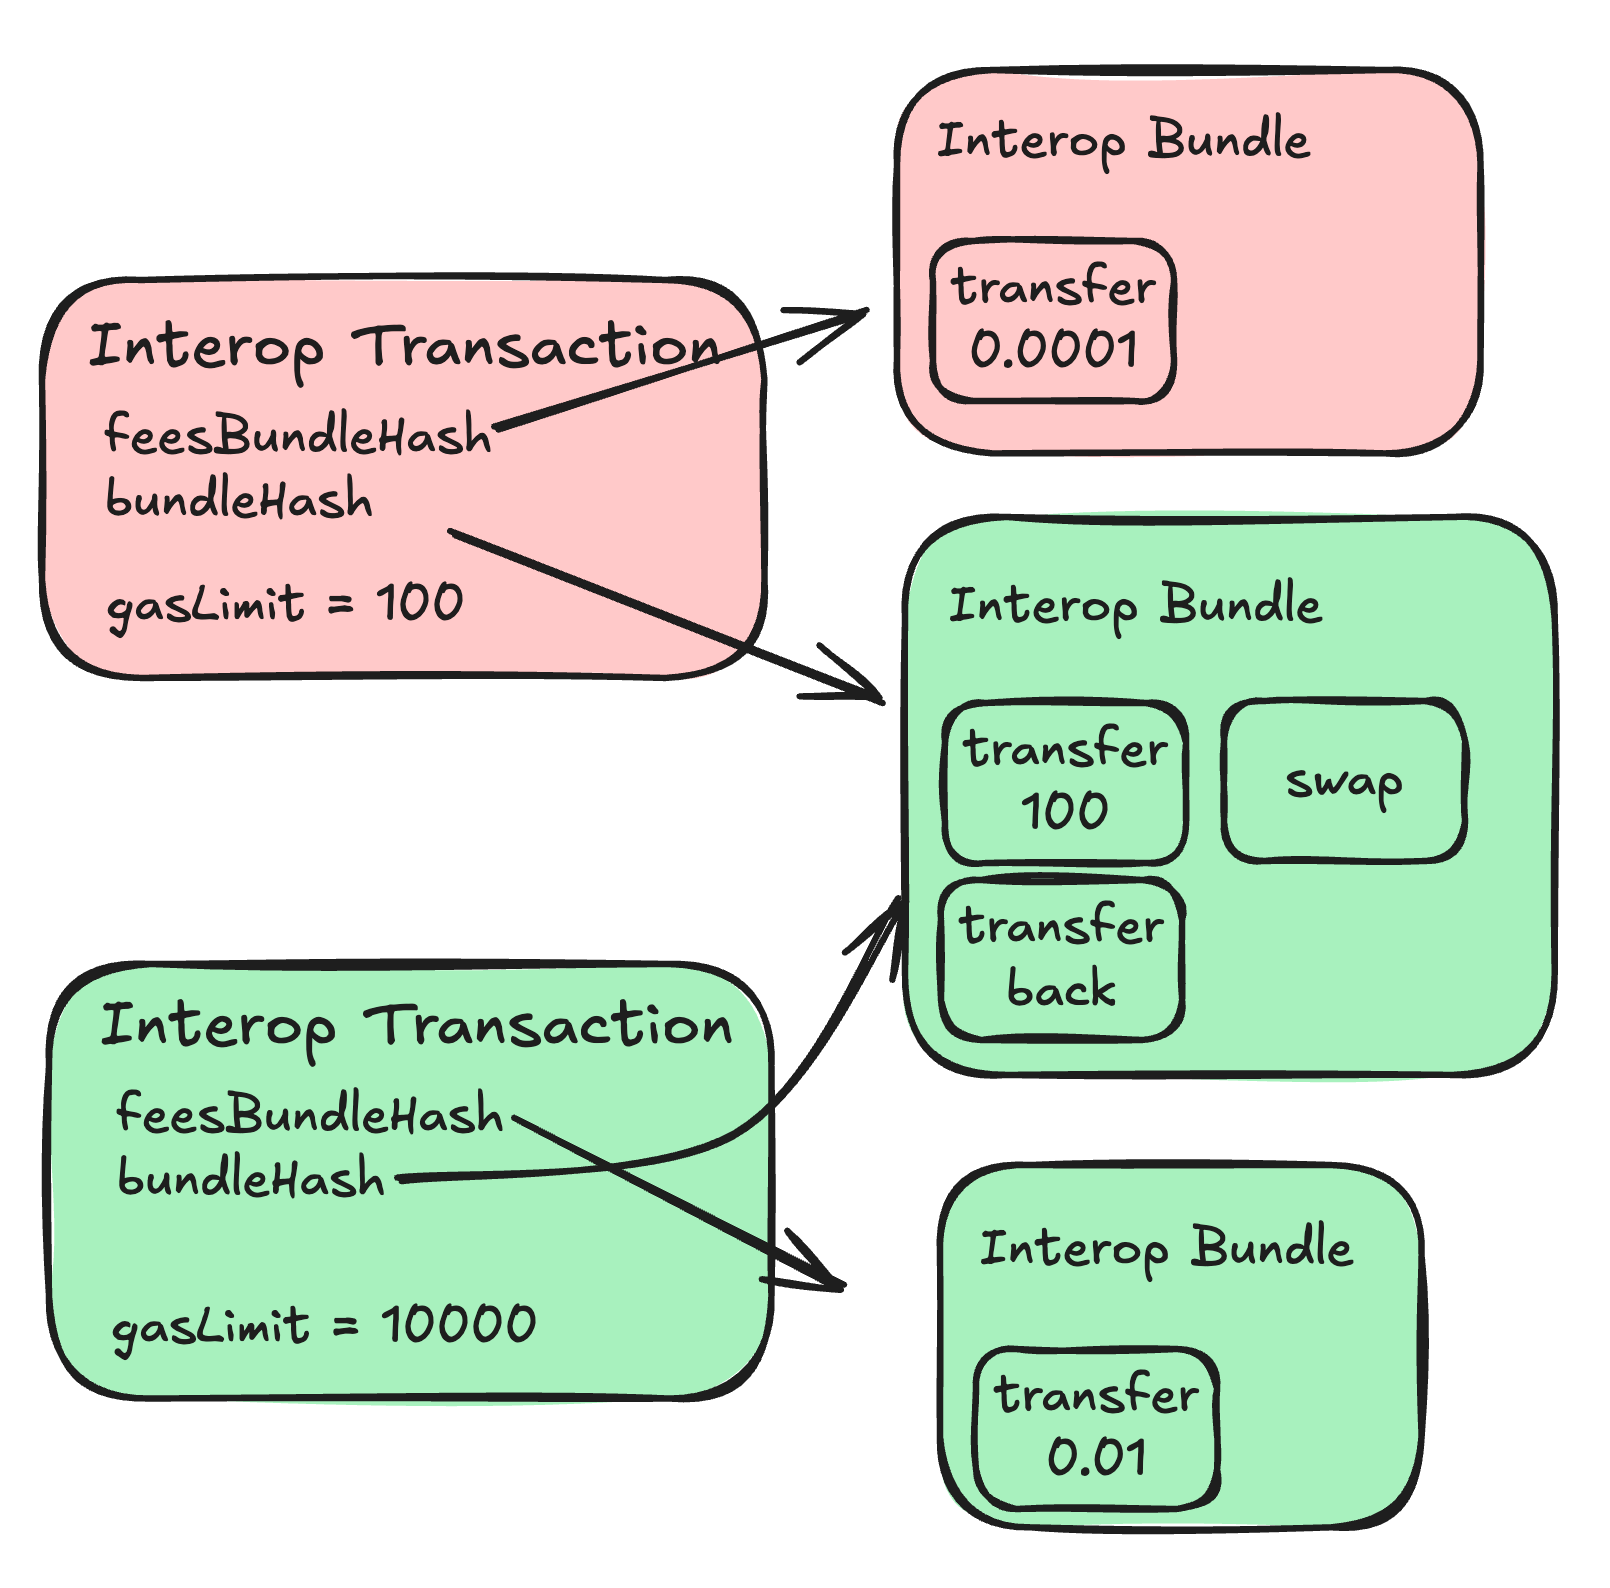 Interop Transaction
feesBundleHash
bundleHash
gasLimit = 100
Interop Bundle
transfer
0.0001
Interop Bundle
transfer
100
swap
transfer
back
Interop Transaction
feesBundleHash
bundleHash
gasLimit = 10000
Interop Bundle
transfer
0.01